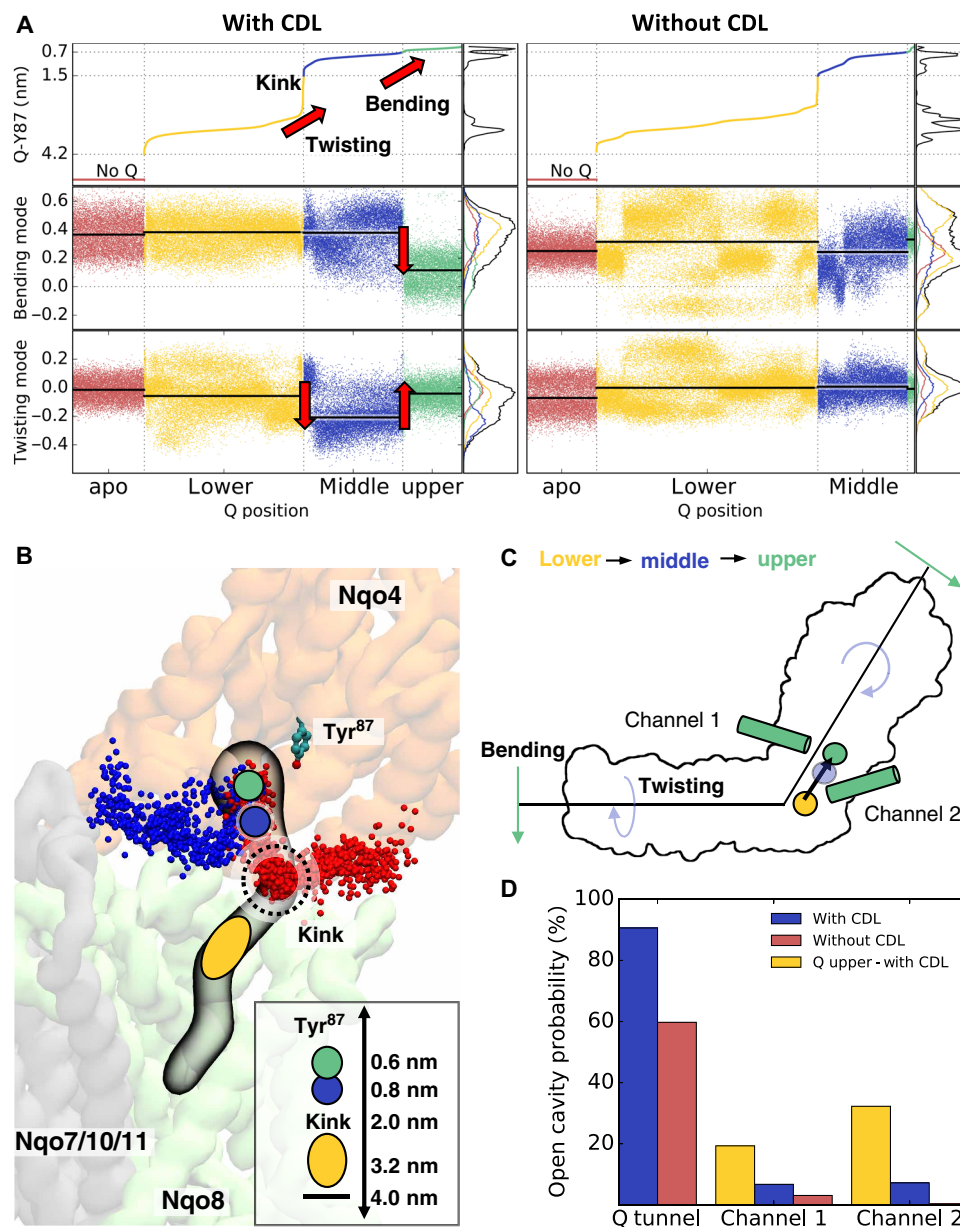 A
With CDL
Without CDL
Q-Y87 (nm)
0.7
1.5
4.2
Kink
Bending
Twisting
No Q
No Q
Bending mode
0.6
0.4
0.2
0.0
−0.2
Twisting mode
0.2
0.0
−0.2
−0.4
apo
Lower
Middle
upper
Q position
apo
Lower
Middle
Q position
B
Nqo4
Tyr87
Kink
Nqo7/10/11
Nqo8
Tyr87
0.6 nm
0.8 nm
Kink
2.0 nm
3.2 nm
4.0 nm
C
Lower → middle → upper
Channel 1
Bending
Twisting
Channel 2
D
Open cavity probability (%)
100
80
60
40
20
With CDL
Without CDL
Q upper - with CDL
Q tunnel
Channel 1
Channel 2